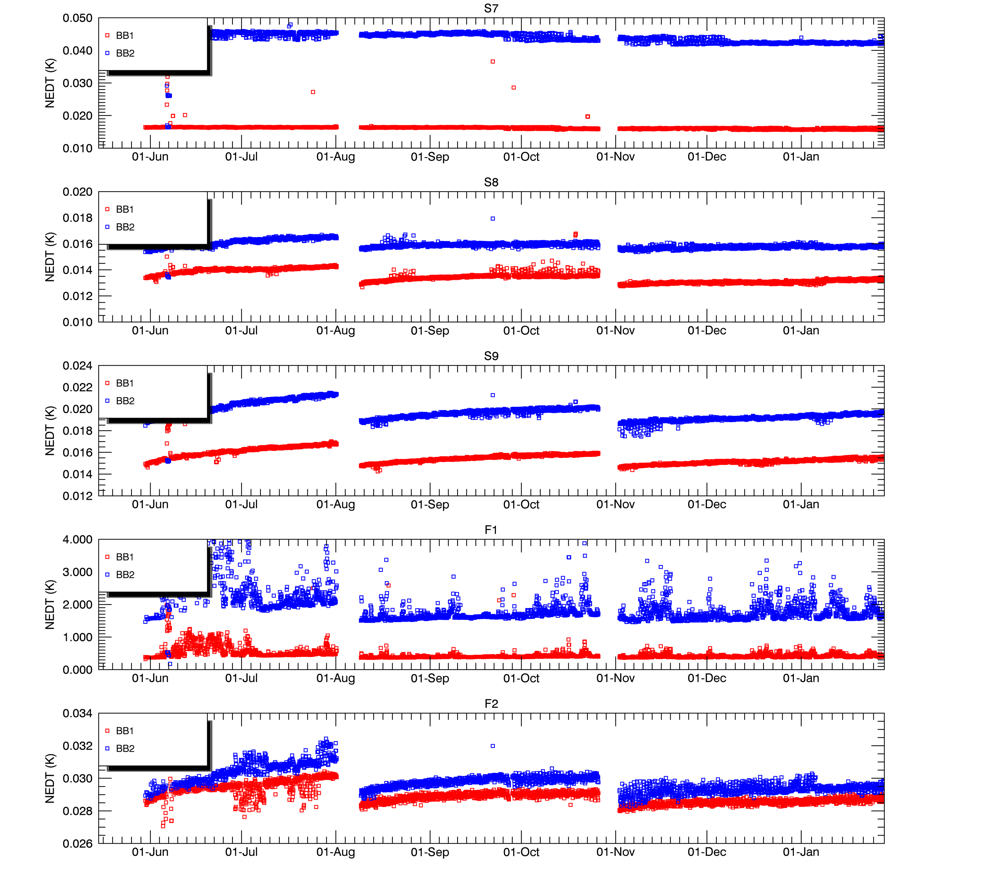 S7
NEDT (K)
0.050
0.040
0.030
0.020
0.010
BB1
BB2
01-Jun 01-Jul 01-Aug 01-Sep 01-Oct 01-Nov 01-Dec 01-Jan
S8
NEDT (K)
0.020
0.018
0.016
0.014
0.012
0.010
BB1
BB2
01-Jun 01-Jul 01-Aug 01-Sep 01-Oct 01-Nov 01-Dec 01-Jan
S9
NEDT (K)
0.024
0.022
0.020
0.018
0.016
0.014
0.012
BB1
BB2
01-Jun 01-Jul 01-Aug 01-Sep 01-Oct 01-Nov 01-Dec 01-Jan
F1
NEDT (K)
4.000
3.000
2.000
1.000
0.000
BB1
BB2
01-Jun 01-Jul 01-Aug 01-Sep 01-Oct 01-Nov 01-Dec 01-Jan
F2
NEDT (K)
0.034
0.032
0.030
0.028
0.026
BB1
BB2
01-Jun 01-Jul 01-Aug 01-Sep 01-Oct 01-Nov 01-Dec 01-Jan